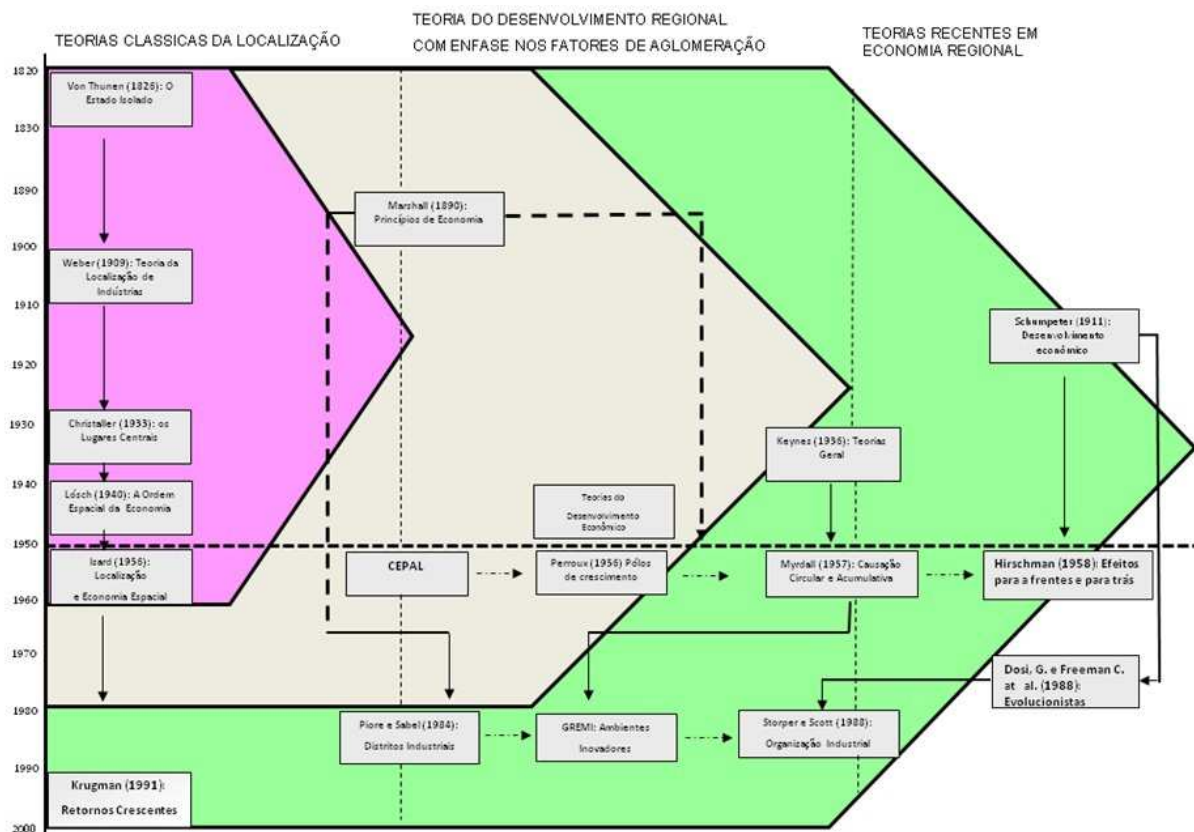 TEORIAS CLASSICAS DA LOCALIZAÇÃO
TEORIA DO DESENVOLVIMENTO REGIONAL
COM ENFASE NOS FATORES DE AGLOMERAÇÃO
TEORIAS RECENTES EM
ECONOMIA REGIONAL
1820
1830
1890
1900
1910
1920
1930
1940
1950
1960
1970
1980
1990
2000
Von Thunen (1826): O
Estado Isolado
Marshall (1890):
Princípios de Economia
Weber (1909): Teoria da
Localização de
Indústrias
Schumpeter (1911):
Desenvolvimento
econômico
Christaller (1933): os
Lugares Centrais
Keynes (1936): Teorias
Geral
Lósch (1940): A Ordem
Espacial da Economia
Teorias do
Desenvolvimento
Econômico
Izard (1956):
Localização
e Economia Espacial
CEPAL
Perroux (1956) Pólos
de crescimento
Myrdall (1957): Causação
Circular e Acumulativa
Hirschman (1958): Efeitos
para a frentes e para trás
Dosi, G. e Freeman C.
at al. (1988):
Evolucionistas
Piore e Sabel (1984):
Distritos Industriais
GREMI: Ambientes
Inovadores
Storper e Scott (1988):
Organização Industrial
Krugman (1991):
Retornos Crescentes